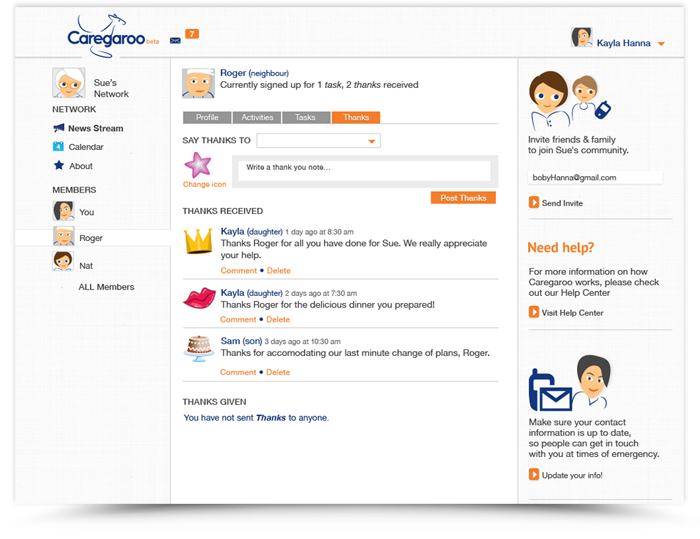 Caregaroo beta
7
Kayla Hanna
Sue's
Network
NETWORK
News Stream
4 Calendar
About
MEMBERS
You
Roger
Nat
ALL Members
Roger (neighbour)
Currently signed up for 1 task, 2 thanks received
Profile Activities Tasks Thanks
SAY THANKS TO
Change icon
Write a thank you note...
Post Thanks
THANKS RECEIVED
Kayla (daughter) 1 day ago at 8:30 am
Thanks Roger for all you have done for Sue. We really appreciate
your help.
Comment • Delete
Kayla (daughter) 2 days ago at 7:30 am
Thanks Roger for the delicious dinner you prepared!
Comment • Delete
Sam (son) 3 days ago at 10:30 am
Thanks for accomodating our last minute change of plans, Roger.
Comment • Delete
THANKS GIVEN
You have not sent Thanks to anyone.
Invite friends & family
to join Sue's community.
bobyHanna@gmail.com
Send Invite
Need help?
For more information on how
Caregaroo works, please check
out our Help Center
Visit Help Center
Make sure your contact
information is up to date,
so people can get in touch
with you at times of emergency.
Update your info!